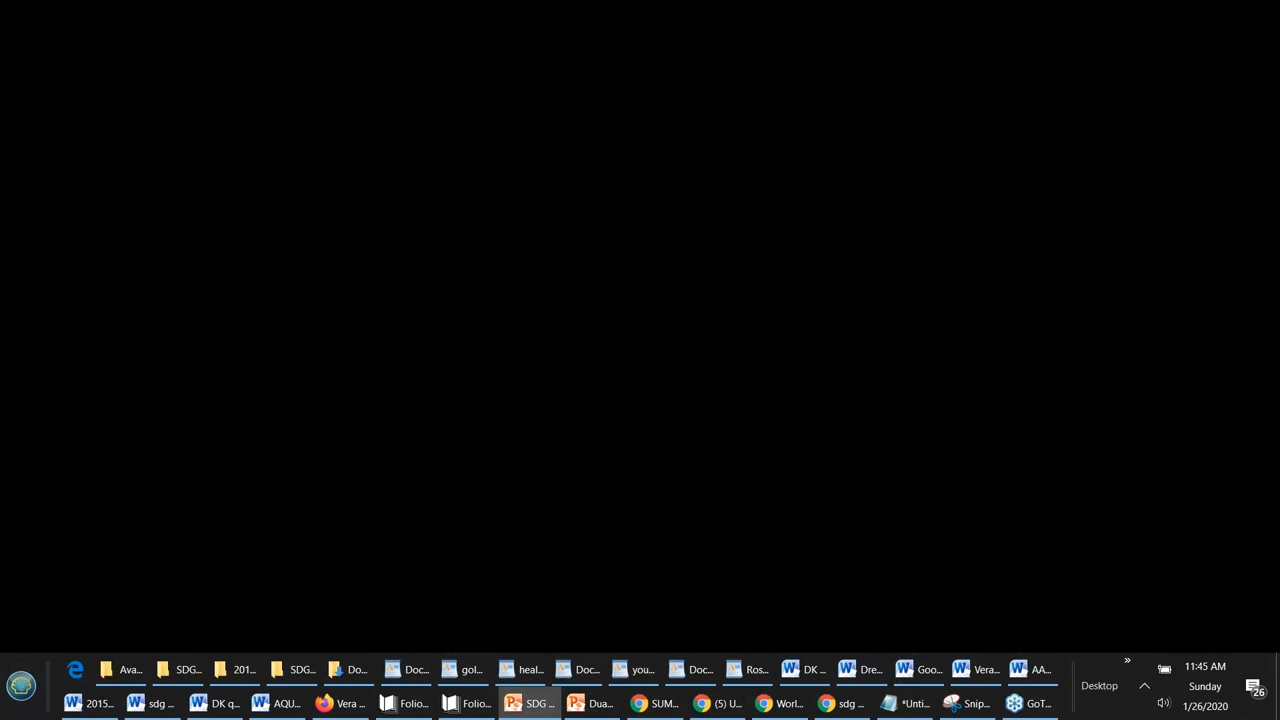 Ava... SDG... 201... SDG... Do... Doc... gol... heal... Doc... you... Doc... Ros... DK ... Dre... Goo... Vera... AA... » 11:45 AM
Desktop Sunday 26
2015... sdg ... DK q... AQU... Vera ... Folio... Folio... SDG ... Dua... SUM... (5) U... Worl... sdg ... *Unti... Snip... GoT... 1/26/2020